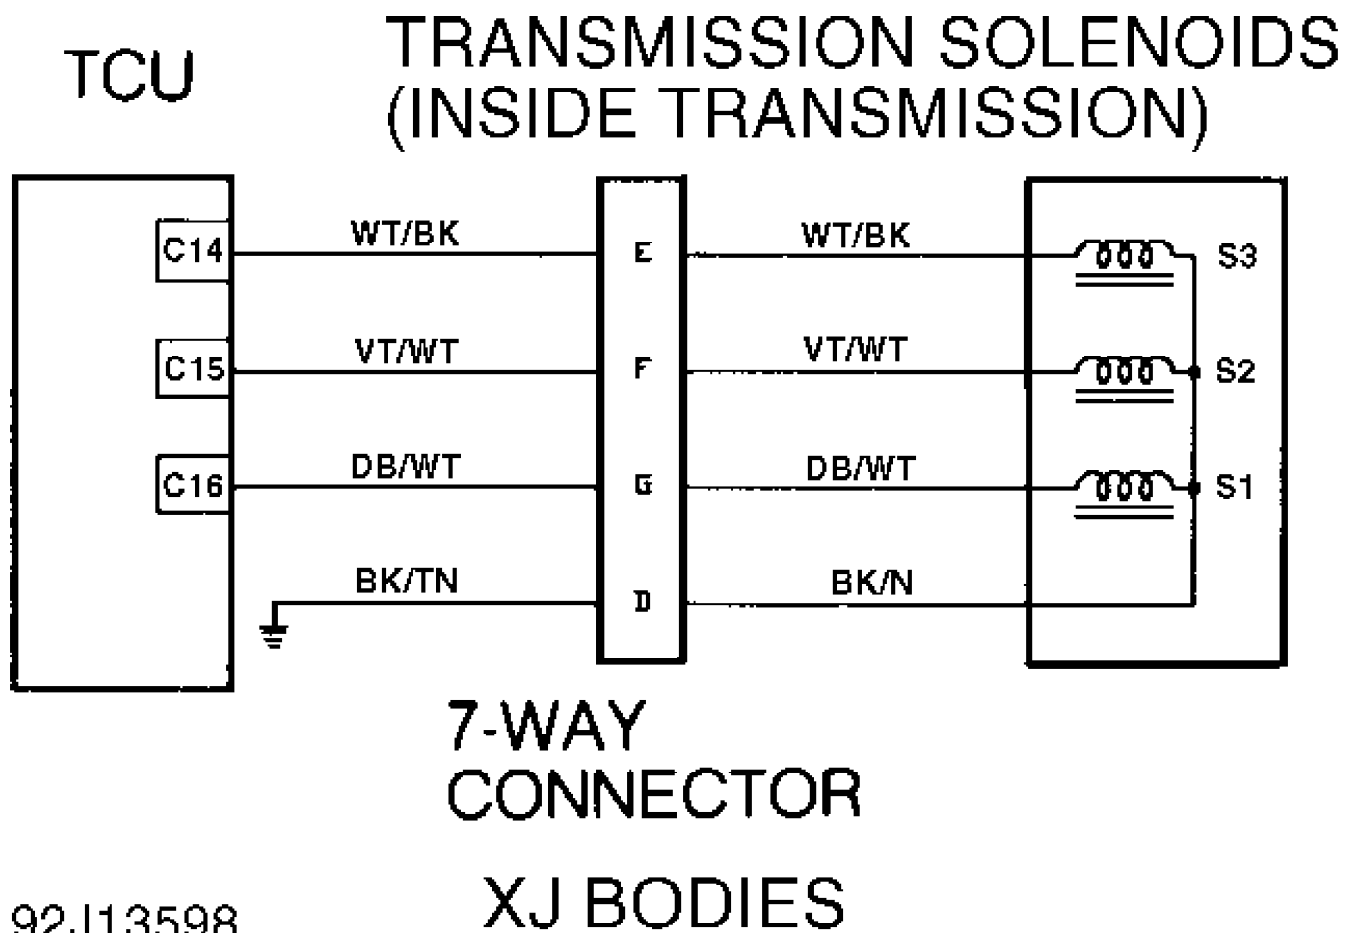 TCU
TRANSMISSION SOLENOIDS
(INSIDE TRANSMISSION)
C14
WT/BK
E
WT/BK
S3
C15
VT/WT
F
VT/WT
S2
C16
DB/WT
G
DB/WT
S1
BK/TN
D
BK/N
7-WAY
CONNECTOR
XJ BODIES
92J13598